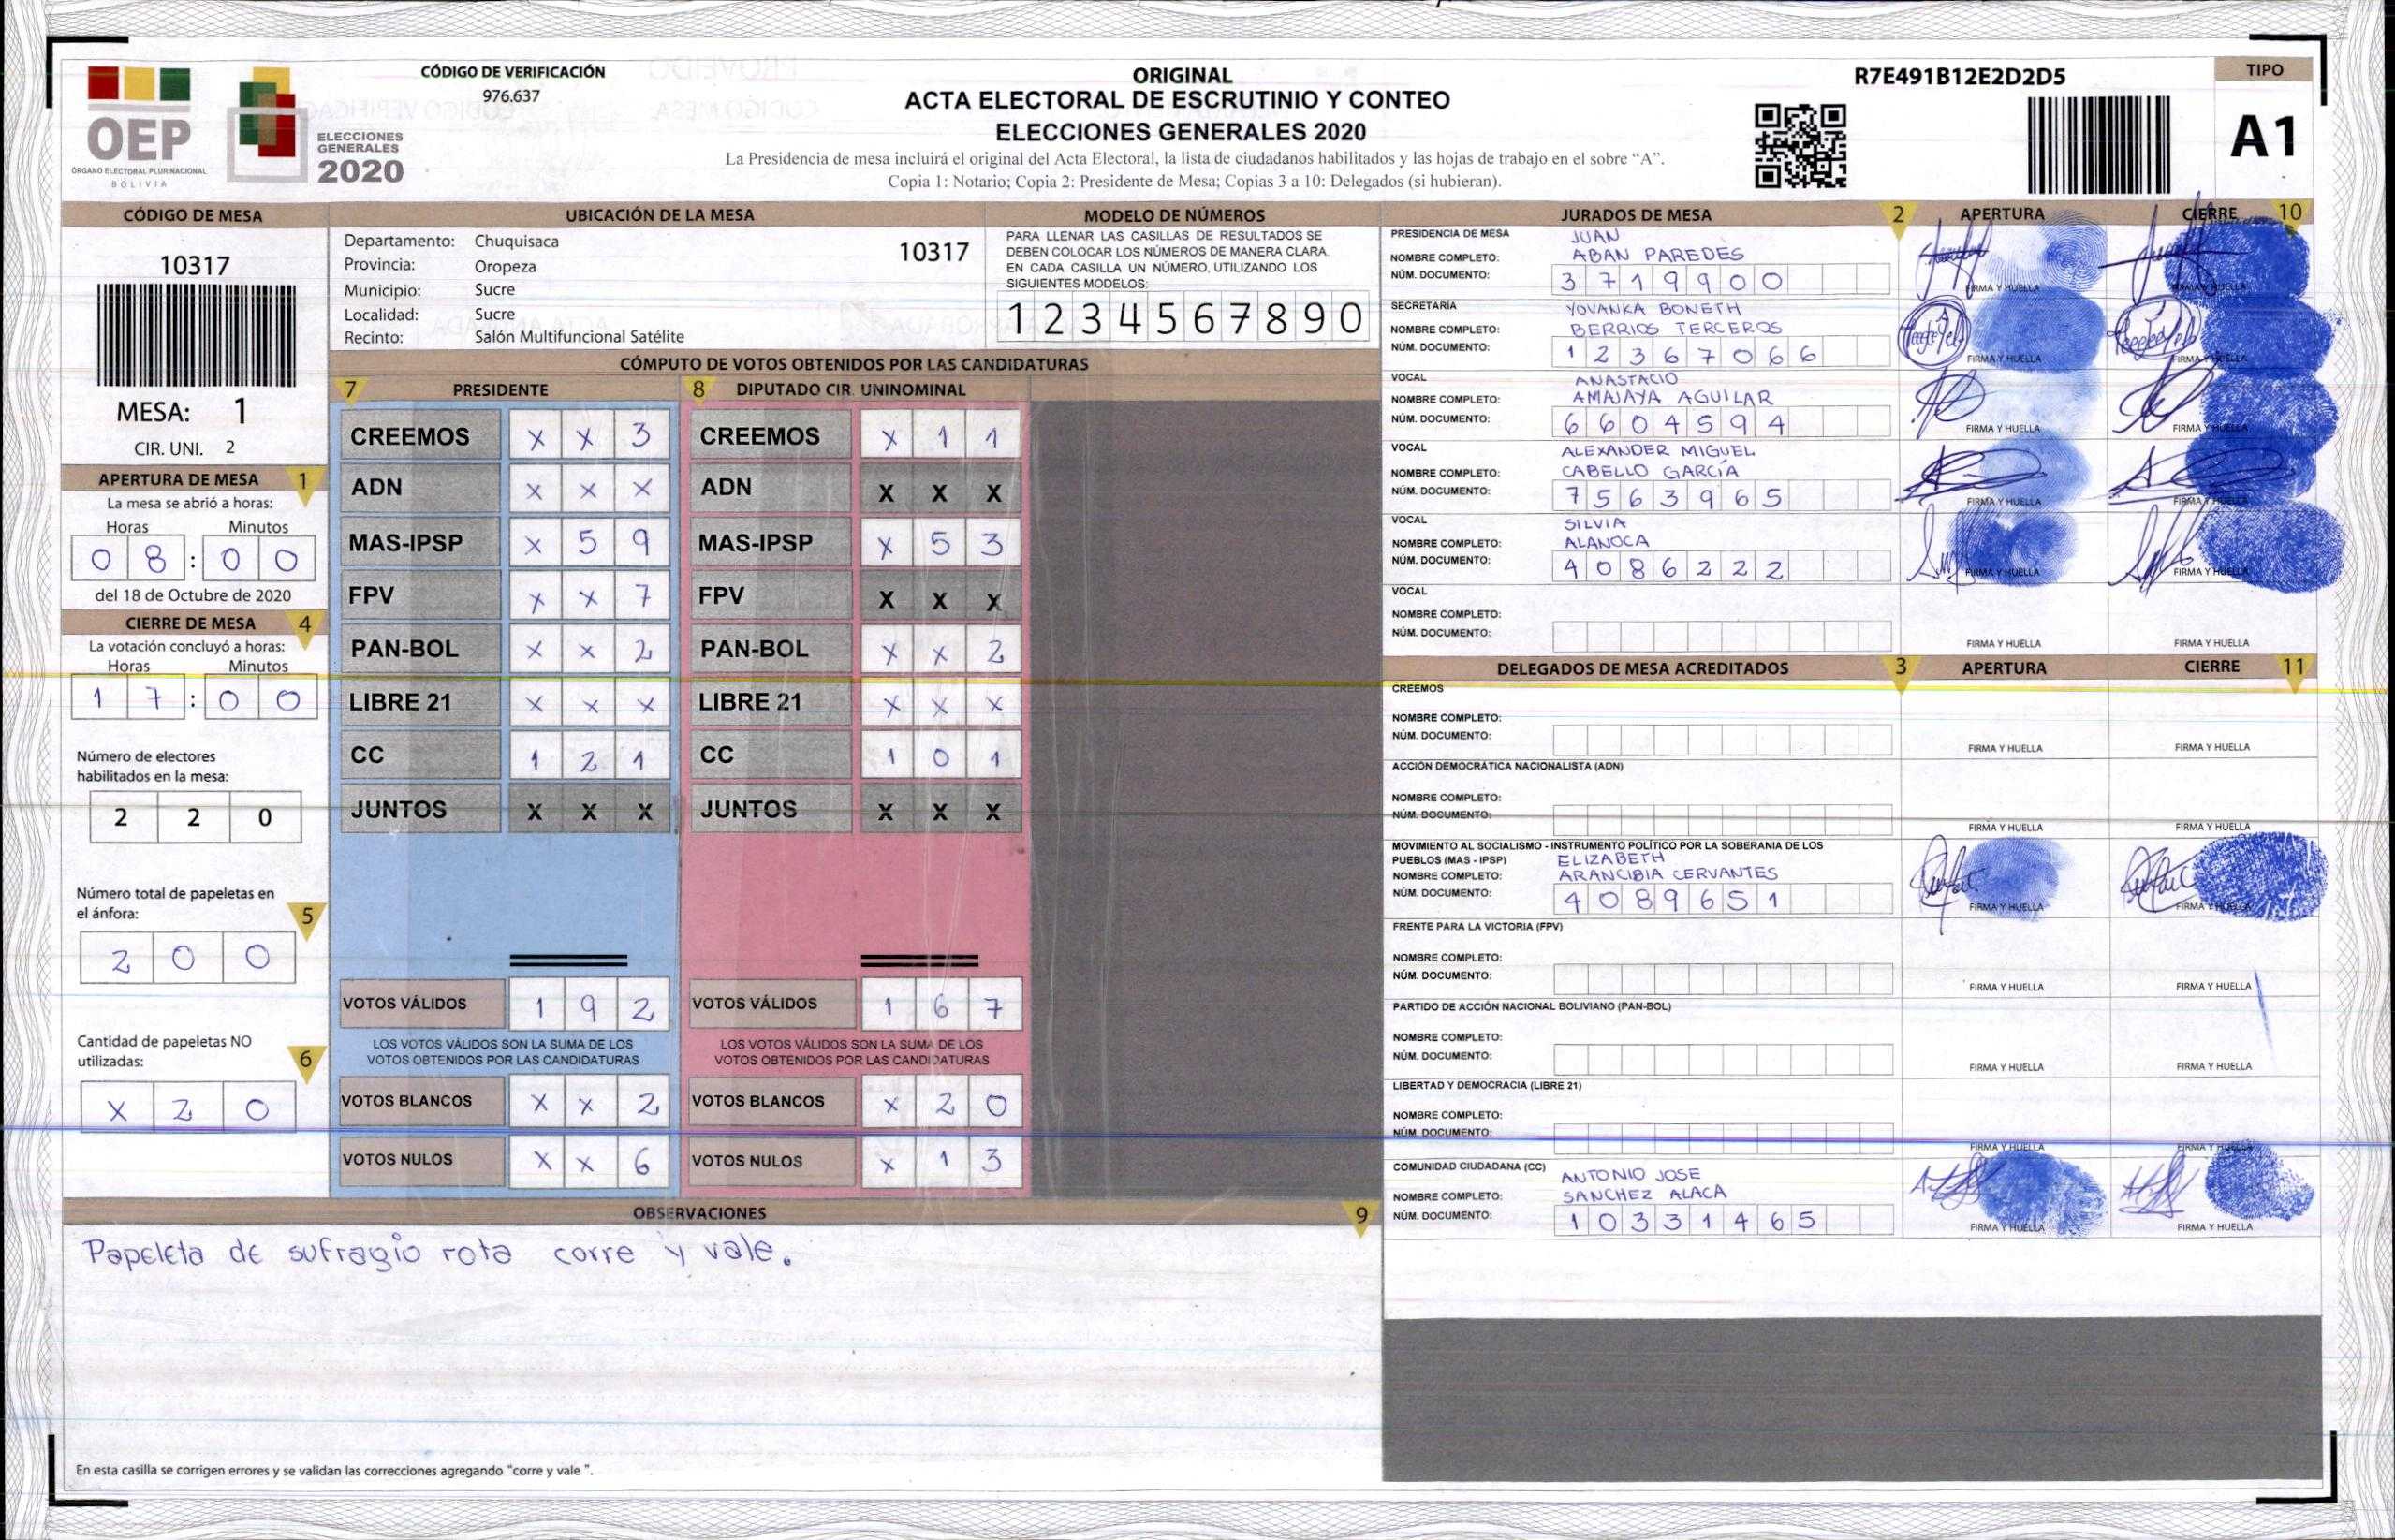 CÓDIGO DE VERIFICACIÓN
976.637
OEP
ÓRGANO ELECTORAL PLURINACIONAL
BOLIVIA
ELECCIONES
GENERALES
2020
ORIGINAL
ACTA ELECTORAL DE ESCRUTINIO Y CONTEO
ELECCIONES GENERALES 2020
La Presidencia de mesa incluirá el original del Acta Electoral, la lista de ciudadanos habilitados y las hojas de trabajo en el sobre “A”.
Copia 1: Notario; Copia 2: Presidente de Mesa; Copias 3 a 10: Delegados (si hubieran).
R7E491B12E2D2D5
TIPO
A1
CÓDIGO DE MESA
10317
MESA: 1
CIR. UNI. 2
APERTURA DE MESA 1
La mesa se abrió a horas:
Horas Minutos
0 8 : 0 0
del 18 de Octubre de 2020
CIERRE DE MESA 4
La votación concluyó a horas:
Horas Minutos
1 7 : 0 0
Número de electores
habilitados en la mesa:
2 2 0
Número total de papeletas en
el ánfora: 5
2 0 0
Cantidad de papeletas NO
utilizadas: 6
X 2 0
UBICACIÓN DE LA MESA
Departamento: Chuquisaca 10317
Provincia: Oropeza
Municipio: Sucre
Localidad: Sucre
Recinto: Salón Multifuncional Satélite
MODELO DE NÚMEROS
PARA LLENAR LAS CASILLAS DE RESULTADOS SE
DEBEN COLOCAR LOS NÚMEROS DE MANERA CLARA.
EN CADA CASILLA UN NÚMERO, UTILIZANDO LOS
SIGUIENTES MODELOS:
1 2 3 4 5 6 7 8 9 0
CÓMPUTO DE VOTOS OBTENIDOS POR LAS CANDIDATURAS
7 PRESIDENTE
CREEMOS X X 3
ADN X X X
MAS-IPSP X 5 9
FPV X X 7
PAN-BOL X X 2
LIBRE 21 X X X
CC 1 2 1
JUNTOS X X X
VOTOS VÁLIDOS 1 9 2
LOS VOTOS VÁLIDOS SON LA SUMA DE LOS
VOTOS OBTENIDOS POR LAS CANDIDATURAS
VOTOS BLANCOS X X 2
VOTOS NULOS X X 6
8 DIPUTADO CIR. UNINOMINAL
CREEMOS X 1 1
ADN X X X
MAS-IPSP X 5 3
FPV X X X
PAN-BOL X X 2
LIBRE 21 X X X
CC 1 0 1
JUNTOS X X X
VOTOS VÁLIDOS 1 6 7
LOS VOTOS VÁLIDOS SON LA SUMA DE LOS
VOTOS OBTENIDOS POR LAS CANDIDATURAS
VOTOS BLANCOS X 2 0
VOTOS NULOS X 1 3
OBSERVACIONES 9
Papeleta de sufragio rota corre y vale.
En esta casilla se corrigen errores y se validan las correcciones agregando “corre y vale ”.
JURADOS DE MESA 2 APERTURA CIERRE 10
PRESIDENCIA DE MESA JUAN
NOMBRE COMPLETO: ABAN PAREDES
NÚM. DOCUMENTO: 3 7 1 9 9 0 0
FIRMA Y HUELLA FIRMA Y HUELLA
SECRETARÍA YOVANKA BONETH
NOMBRE COMPLETO: BERRIOS TERCEROS
NÚM. DOCUMENTO: 1 2 3 6 7 0 6 6
FIRMA Y HUELLA FIRMA Y HUELLA
VOCAL ANASTACIO
NOMBRE COMPLETO: AMAJAYA AGUILAR
NÚM. DOCUMENTO: 6 6 0 4 5 9 4
FIRMA Y HUELLA FIRMA Y HUELLA
VOCAL ALEXANDER MIGUEL
NOMBRE COMPLETO: CABELLO GARCÍA
NÚM. DOCUMENTO: 7 5 6 3 9 6 5
FIRMA Y HUELLA FIRMA Y HUELLA
VOCAL SILVIA
NOMBRE COMPLETO: ALANOCA
NÚM. DOCUMENTO: 4 0 8 6 2 2 2
FIRMA Y HUELLA FIRMA Y HUELLA
VOCAL
NOMBRE COMPLETO:
NÚM. DOCUMENTO:
FIRMA Y HUELLA FIRMA Y HUELLA
DELEGADOS DE MESA ACREDITADOS 3 APERTURA CIERRE 11
CREEMOS
NOMBRE COMPLETO:
NÚM. DOCUMENTO:
FIRMA Y HUELLA FIRMA Y HUELLA
ACCIÓN DEMOCRÁTICA NACIONALISTA (ADN)
NOMBRE COMPLETO:
NÚM. DOCUMENTO:
FIRMA Y HUELLA FIRMA Y HUELLA
MOVIMIENTO AL SOCIALISMO - INSTRUMENTO POLÍTICO POR LA SOBERANIA DE LOS
PUEBLOS (MAS - IPSP) ELIZABETH
NOMBRE COMPLETO: ARANCIBIA CERVANTES
NÚM. DOCUMENTO: 4 0 8 9 6 5 1
FIRMA Y HUELLA FIRMA Y HUELLA
FRENTE PARA LA VICTORIA (FPV)
NOMBRE COMPLETO:
NÚM. DOCUMENTO:
FIRMA Y HUELLA FIRMA Y HUELLA
PARTIDO DE ACCIÓN NACIONAL BOLIVIANO (PAN-BOL)
NOMBRE COMPLETO:
NÚM. DOCUMENTO:
FIRMA Y HUELLA FIRMA Y HUELLA
LIBERTAD Y DEMOCRACIA (LIBRE 21)
NOMBRE COMPLETO:
NÚM. DOCUMENTO:
FIRMA Y HUELLA FIRMA Y HUELLA
COMUNIDAD CIUDADANA (CC) ANTONIO JOSE
NOMBRE COMPLETO: SANCHEZ ALACA
NÚM. DOCUMENTO: 1 0 3 3 1 4 6 5
FIRMA Y HUELLA FIRMA Y HUELLA